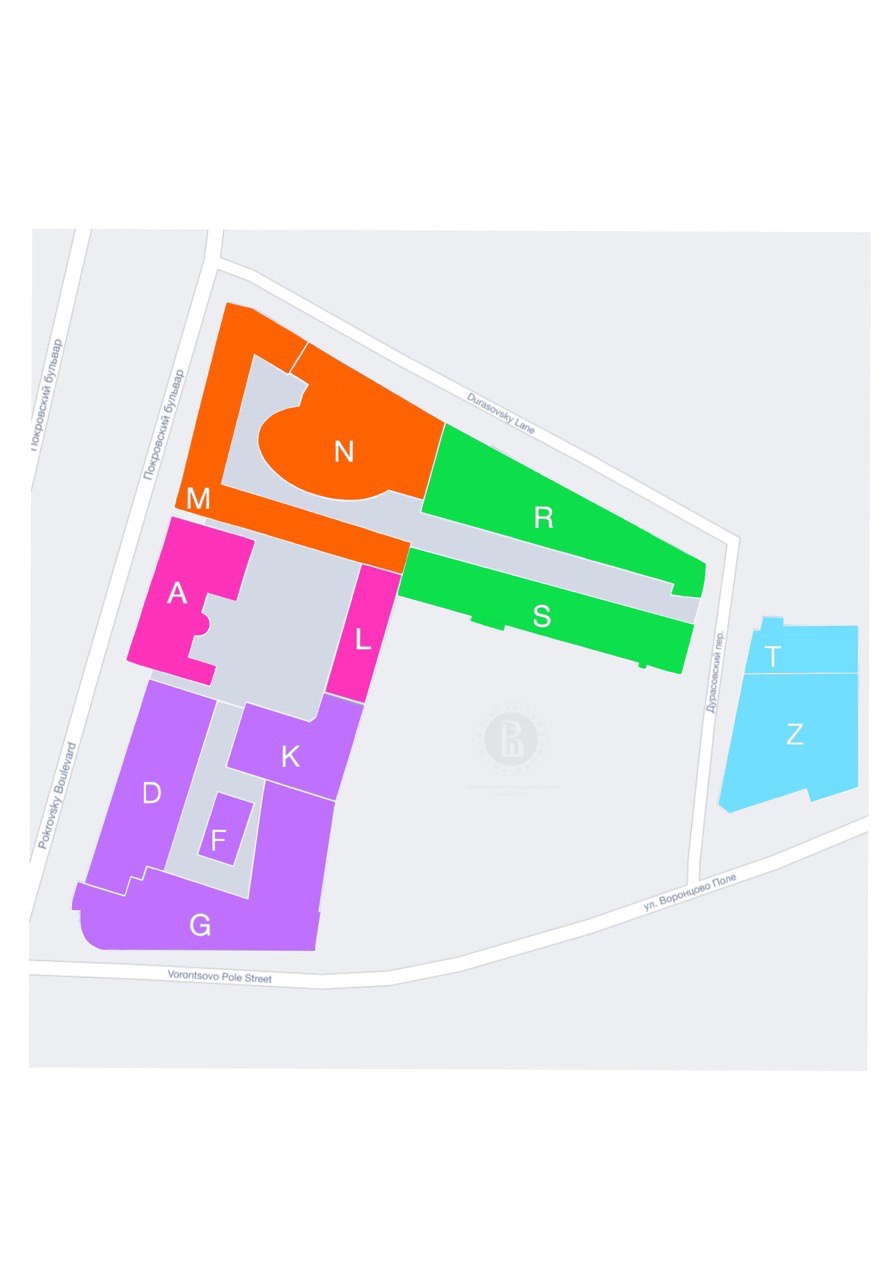 Покровский бульвар
Покровский бульвар
Durasovsky Lane
N
M
R
A
S
L
Дурасовский пер.
T
Z
K
D
F
Pokrovsky Boulevard
G
ул. Воронцово Поле
Vorontsovo Pole Street